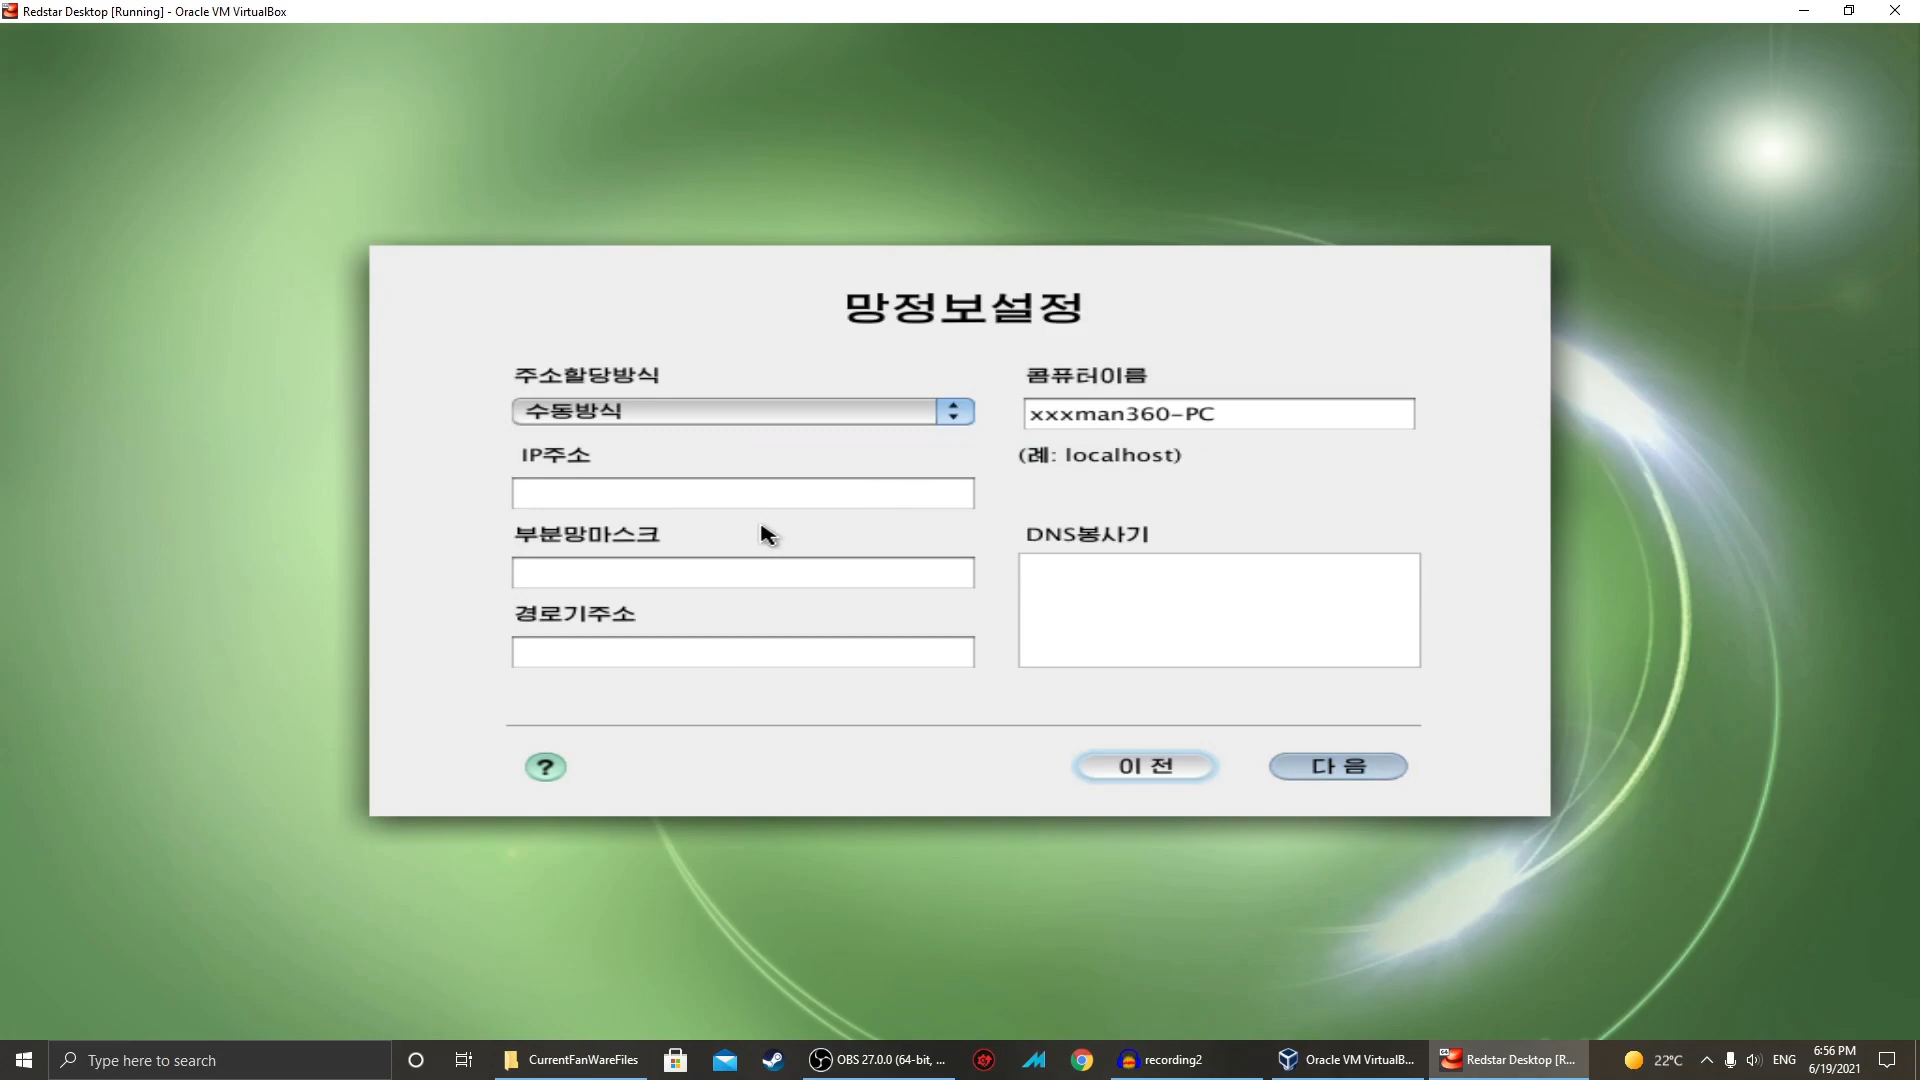 Redstar Desktop [Running] - Oracle VM VirtualBox
망정보설정
주소할당방식
콤퓨터이름
수동방식
xxxman360-PC
IP주소
(례: localhost)
부분망마스크
DNS봉사기
경로기주소
?
이 전
다 음
Type here to search
CurrentFanWareFiles
OBS 27.0.0 (64-bit, ...
recording2
Oracle VM VirtualB...
Redstar Desktop [R...
22°C
ENG
6:56 PM
6/19/2021